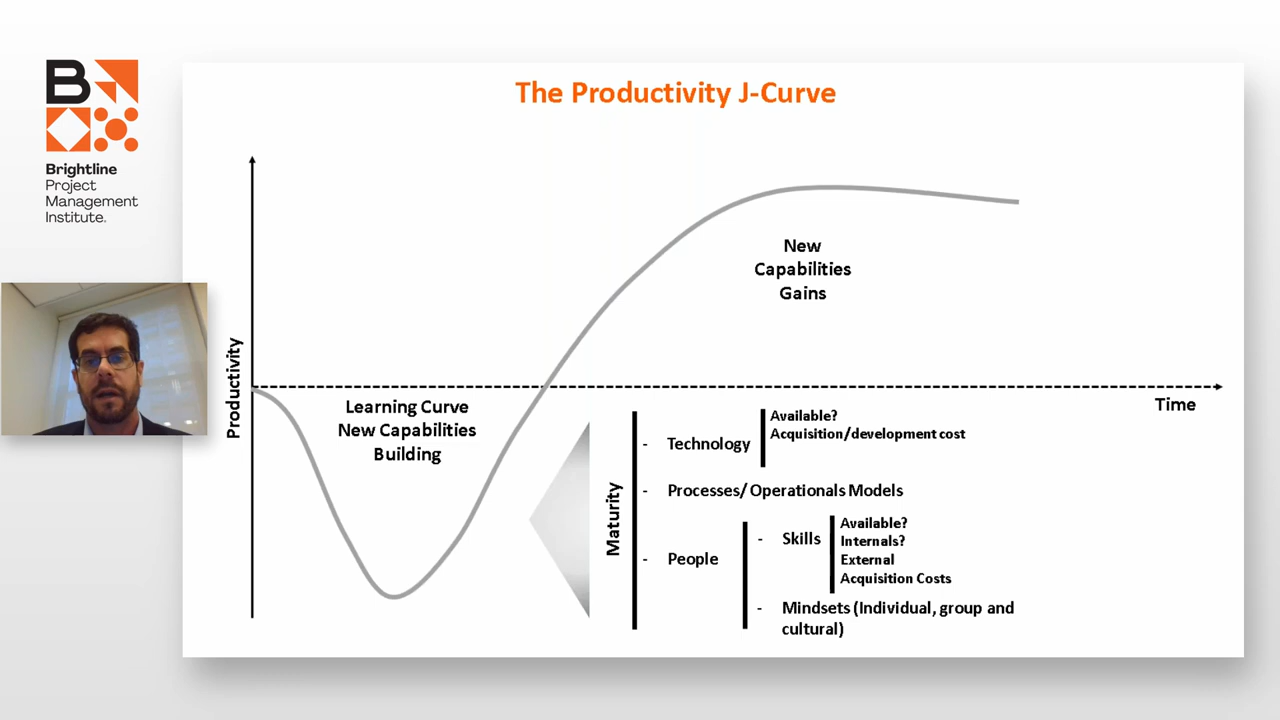 The Productivity J-Curve
Brightline
Project
Management
Institute.
Productivity
New
Capabilities
Gains
Time
Learning Curve
New Capabilities
Building
Maturity
- Technology
Available?
Acquisition/development cost
- Processes/ Operationals Models
- People
- Skills
Available?
Internals?
External
Acquisition Costs
- Mindsets (Individual, group and
cultural)